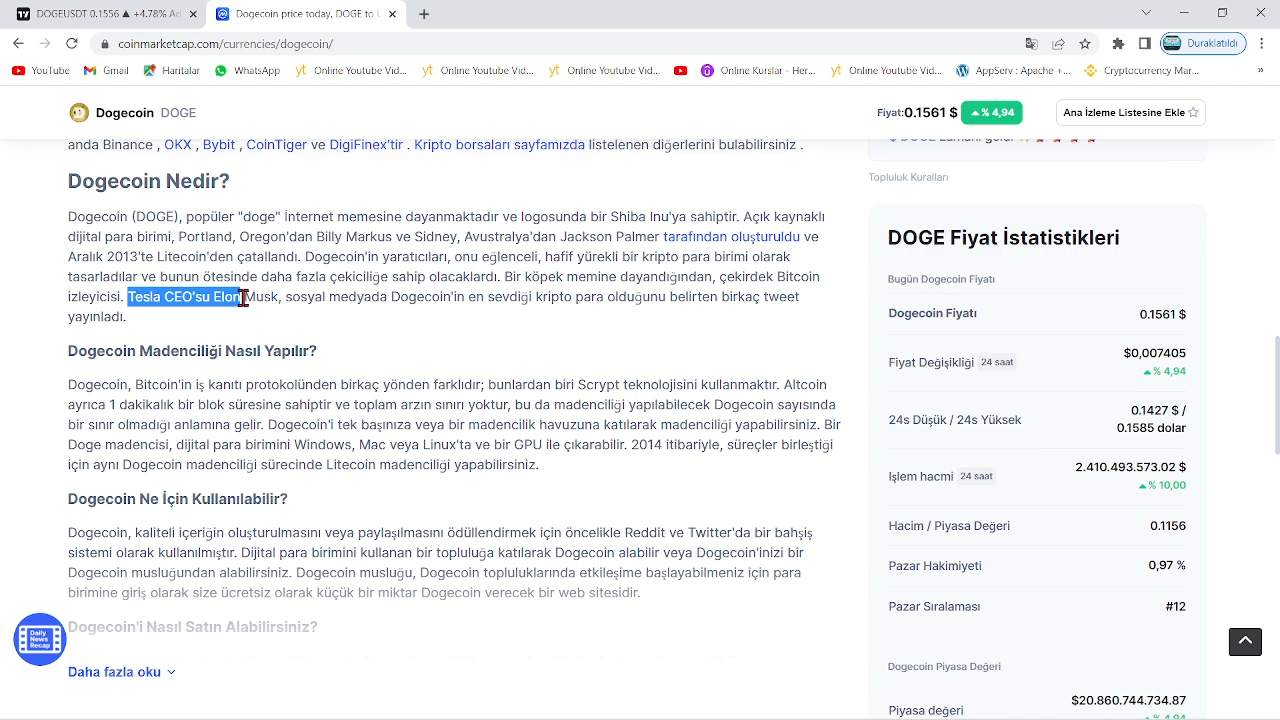 DOGEUSDT 0.1556 ▲ +4.78% Ad
Dogecoin price today, DOGE to U
coinmarketcap.com/currencies/dogecoin/
Duraklatıldı
YouTube
Gmail
Haritalar
WhatsApp
Online Youtube Vid...
Online Youtube Vid...
Online Youtube Vid...
Online Kurslar - Her...
Online Youtube Vid...
AppServ : Apache +...
Cryptocurrency Mar...
»
Dogecoin DOGE
Fiyat:0.1561 $ ▲ % 4,94
Ana İzleme Listesine Ekle
anda Binance , OKX , Bybit , CoinTiger ve DigiFinex'tir . Kripto borsaları sayfamızda listelenen diğerlerini bulabilirsiniz .
Dogecoin Nedir?
Dogecoin (DOGE), popüler "doge" İnternet memesine dayanmaktadır ve logosunda bir Shiba Inu'ya sahiptir. Açık kaynaklı
dijital para birimi, Portland, Oregon'dan Billy Markus ve Sidney, Avustralya'dan Jackson Palmer tarafından oluşturuldu ve
Aralık 2013'te Litecoin'den çatallandı. Dogecoin'in yaratıcıları, onu eğlenceli, hafif yürekli bir kripto para birimi olarak
tasarladılar ve bunun ötesinde daha fazla çekiciliğe sahip olacaklardı. Bir köpek memine dayandığından, çekirdek Bitcoin
izleyicisi. Tesla CEO'su Elon Musk, sosyal medyada Dogecoin'in en sevdiği kripto para olduğunu belirten birkaç tweet
yayınladı.
Dogecoin Madenciliği Nasıl Yapılır?
Dogecoin, Bitcoin'in iş kanıtı protokolünden birkaç yönden farklıdır; bunlardan biri Scrypt teknolojisini kullanmaktır. Altcoin
ayrıca 1 dakikalık bir blok süresine sahiptir ve toplam arzın sınırı yoktur, bu da madenciliği yapılabilecek Dogecoin sayısında
bir sınır olmadığı anlamına gelir. Dogecoin'i tek başınıza veya bir madencilik havuzuna katılarak madenciliği yapabilirsiniz. Bir
Doge madencisi, dijital para birimini Windows, Mac veya Linux'ta ve bir GPU ile çıkarabilir. 2014 itibariyle, süreçler birleştiği
için aynı Dogecoin madenciliği sürecinde Litecoin madenciliği yapabilirsiniz.
Dogecoin Ne İçin Kullanılabilir?
Dogecoin, kaliteli içeriğin oluşturulmasını veya paylaşılmasını ödüllendirmek için öncelikle Reddit ve Twitter'da bir bahşiş
sistemi olarak kullanılmıştır. Dijital para birimini kullanan bir topluluğa katılarak Dogecoin alabilir veya Dogecoin'inizi bir
Dogecoin musluğundan alabilirsiniz. Dogecoin musluğu, Dogecoin topluluklarında etkileşime başlayabilmeniz için para
birimine giriş olarak size ücretsiz olarak küçük bir miktar Dogecoin verecek bir web sitesidir.
Dogecoin'i Nasıl Satın Alabilirsiniz?
Daha fazla oku
Daily
News
Recap
Topluluk Kuralları
DOGE Fiyat İstatistikleri
Bugün Dogecoin Fiyatı
Dogecoin Fiyatı 0.1561 $
Fiyat Değişikliği 24 saat $0,007405
▲ % 4,94
24s Düşük / 24s Yüksek 0.1427 $ /
0.1585 dolar
Işlem hacmi 24 saat 2.410.493.573.02 $
▲ % 10,00
Hacim / Piyasa Değeri 0.1156
Pazar Hakimiyeti 0,97 %
Pazar Sıralaması #12
Dogecoin Piyasa Değeri
Piyasa değeri $20.860.744.734.87
▲ % 4,94